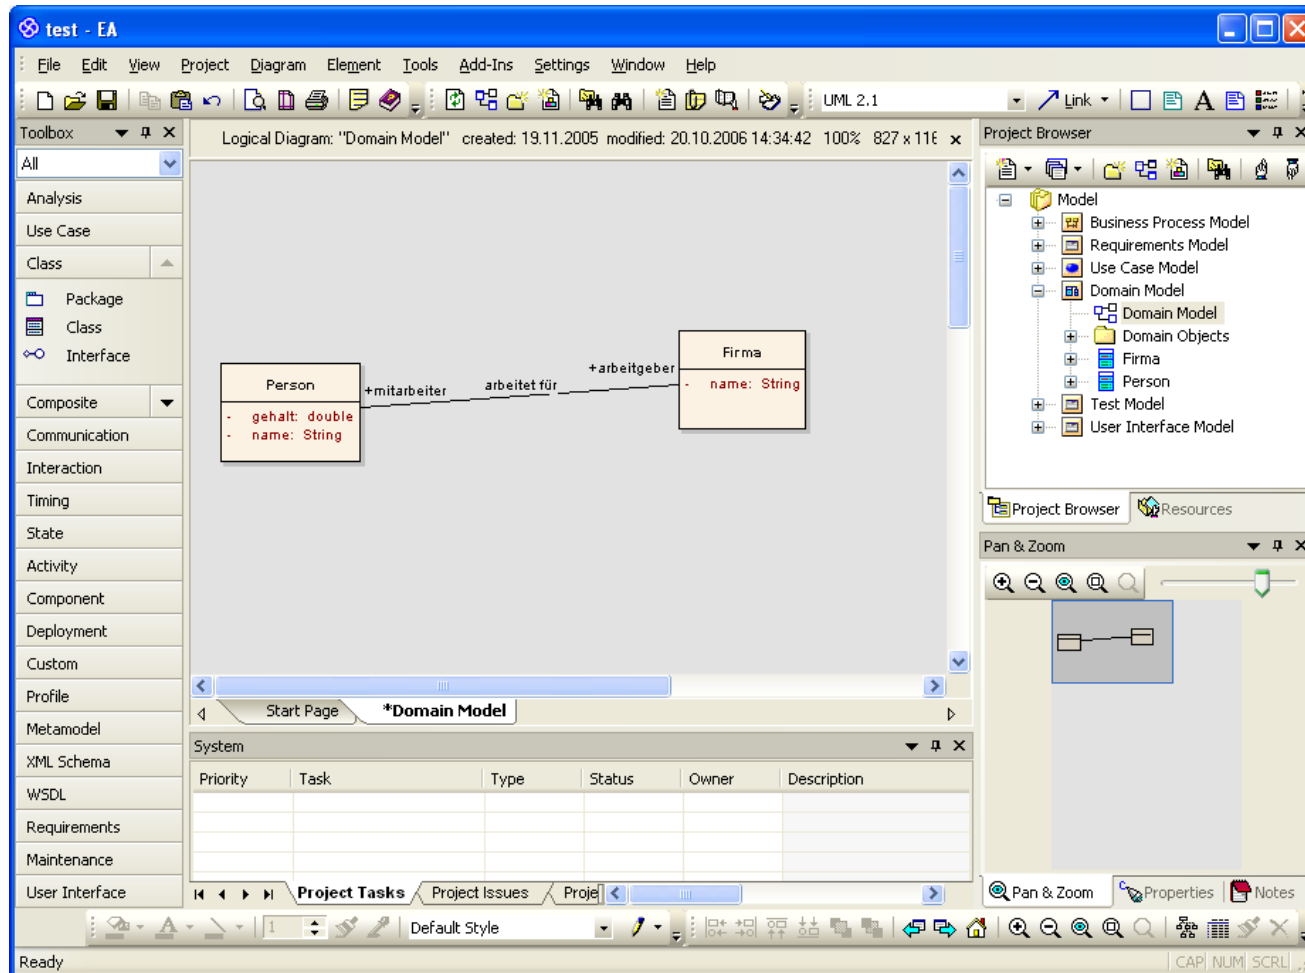 test - EA
File Edit View Project Diagram Element Tools Add-Ins Settings Window Help
UML 2.1 Link A
Toolbox
All
Analysis
Use Case
Class
Package
Class
Interface
Composite
Communication
Interaction
Timing
State
Activity
Component
Deployment
Custom
Profile
Metamodel
XML Schema
WSDL
Requirements
Maintenance
User Interface
Logical Diagram: "Domain Model" created: 19.11.2005 modified: 20.10.2006 14:34:42 100% 827 x 116
Person
- gehalt: double
- name: String
+mitarbeiter
arbeitet für
+arbeitgeber
Firma
- name: String
Start Page *Domain Model
System
Priority Task Type Status Owner Description
Project Tasks Project Issues Proje
Project Browser
Model
Business Process Model
Requirements Model
Use Case Model
Domain Model
Domain Model
Domain Objects
Firma
Person
Test Model
User Interface Model
Project Browser Resources
Pan & Zoom
Pan & Zoom Properties Notes
A 1 Default Style
Ready CAP NUM SCRL